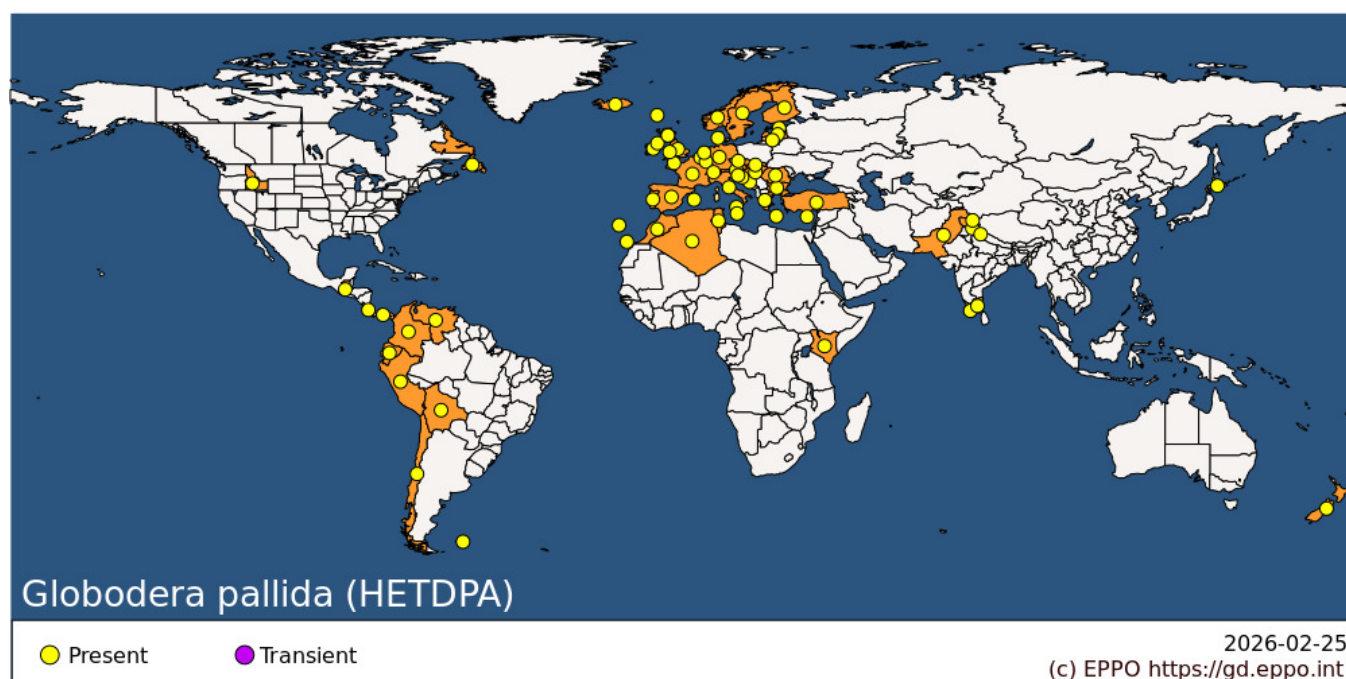 Globodera pallida (HETDPA)
Present
Transient
2026-02-25
(c) EPPO https://gd.eppo.int